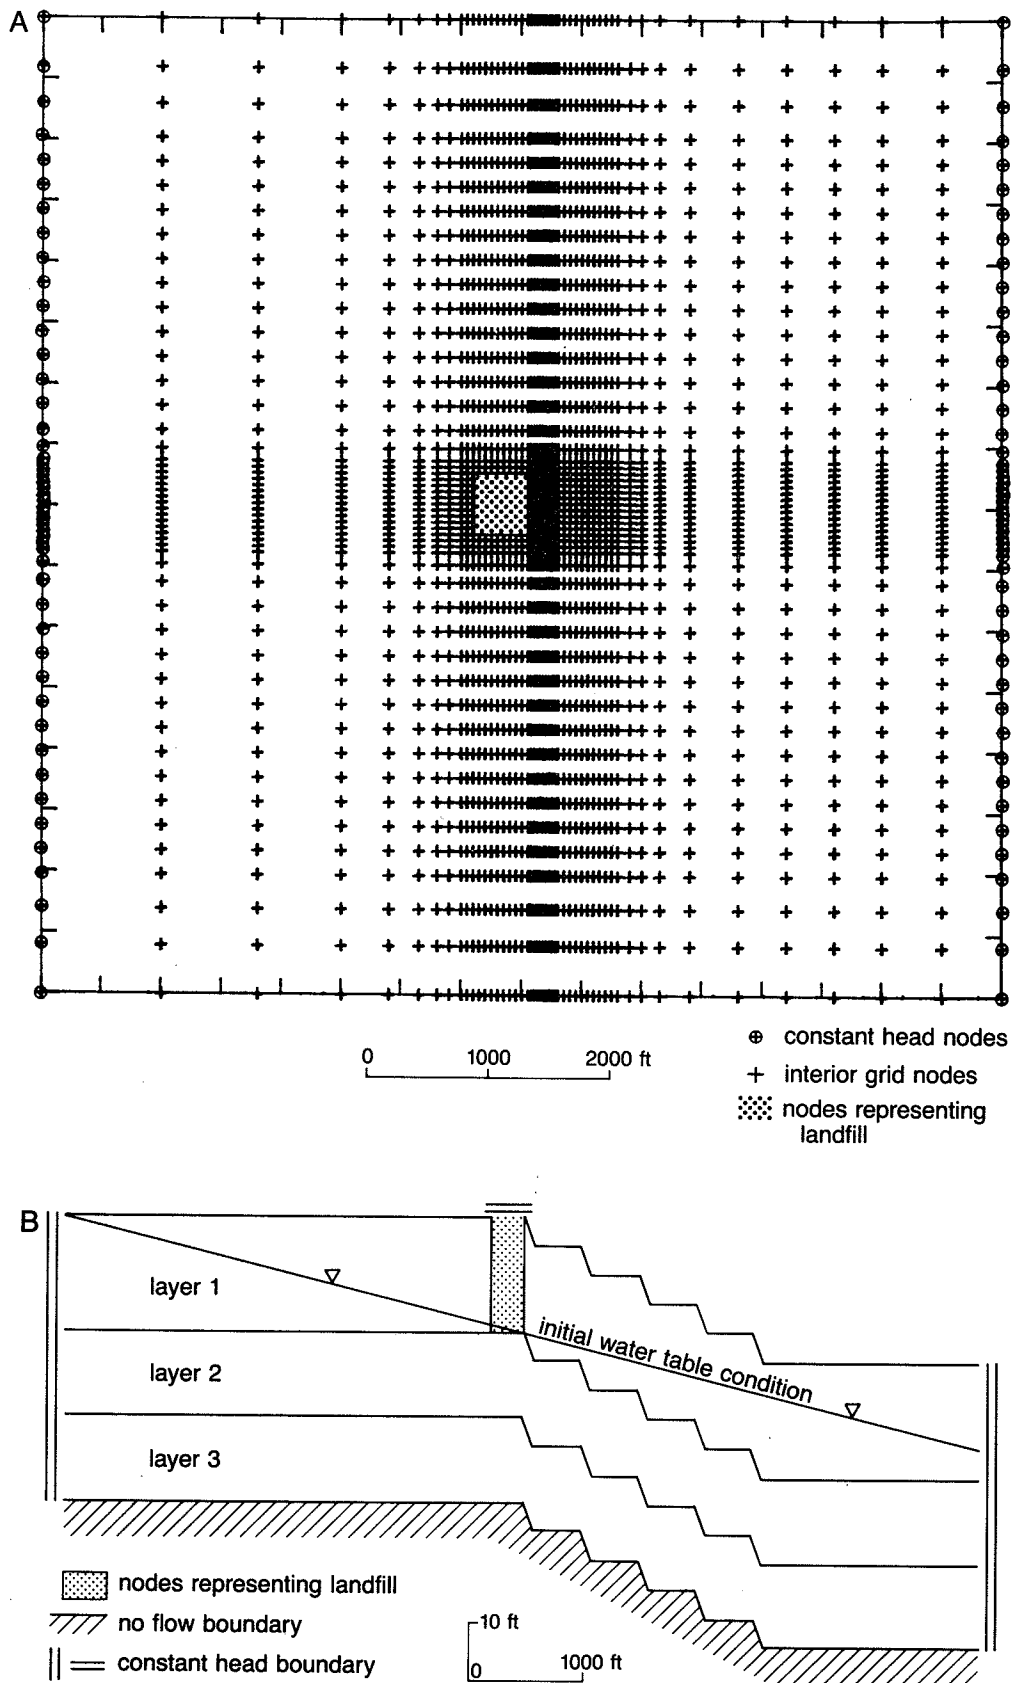 A
0 1000 2000 ft
constant head nodes
interior grid nodes
nodes representing
landfill
B
layer 1
initial water table condition
layer 2
layer 3
nodes representing landfill
no flow boundary
constant head boundary
10 ft
0
1000 ft